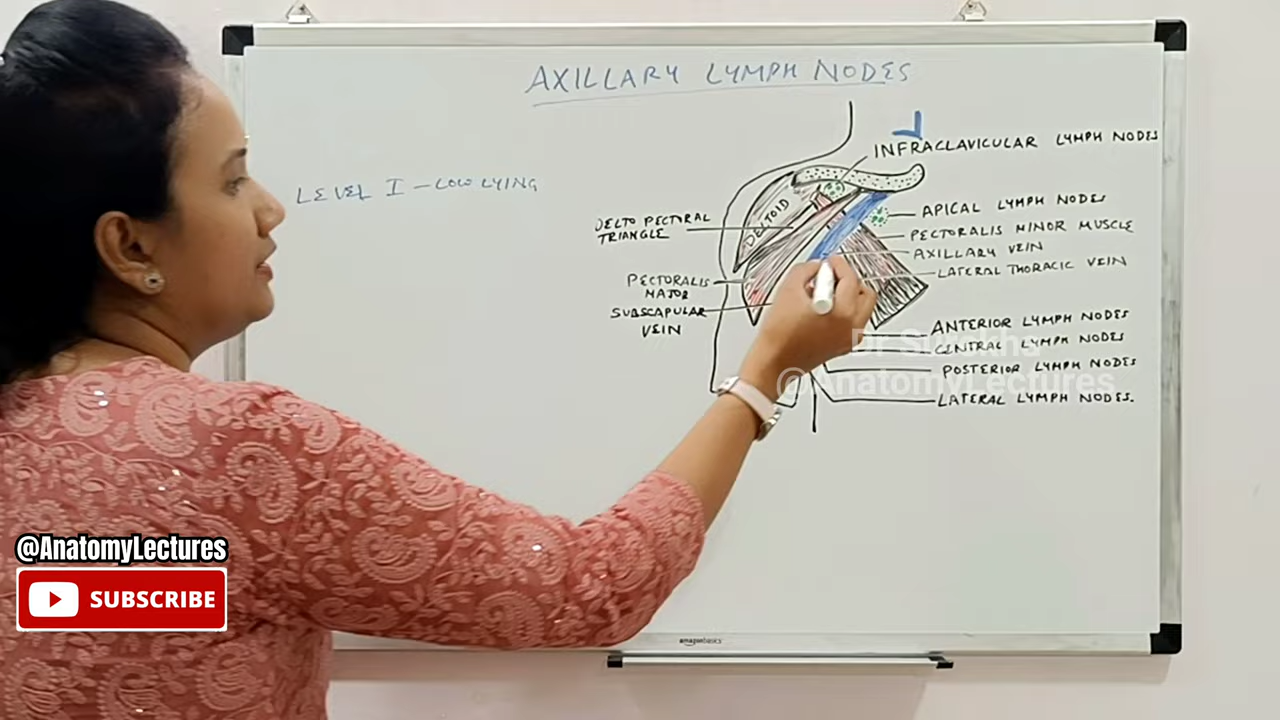 AXILLARY LYMPH NODES
INFRACLAVICULAR LYMPH NODES
LEVEL I - LOW LYING
DELTOID
DELTO PECTORAL
TRIANGLE
APICAL LYMPH NODES
PECTORALIS MINOR MUSCLE
AXILLARY VEIN
LATERAL THORACIC VEIN
PECTORALIS
MAJOR
SUBSCAPULAR
VEIN
ANTERIOR LYMPH NODES
CENTRAL LYMPH NODES
POSTERIOR LYMPH NODES
LATERAL LYMPH NODES.
Dr Sulekha
@AnatomyLectures
@AnatomyLectures
SUBSCRIBE
amazonbasics